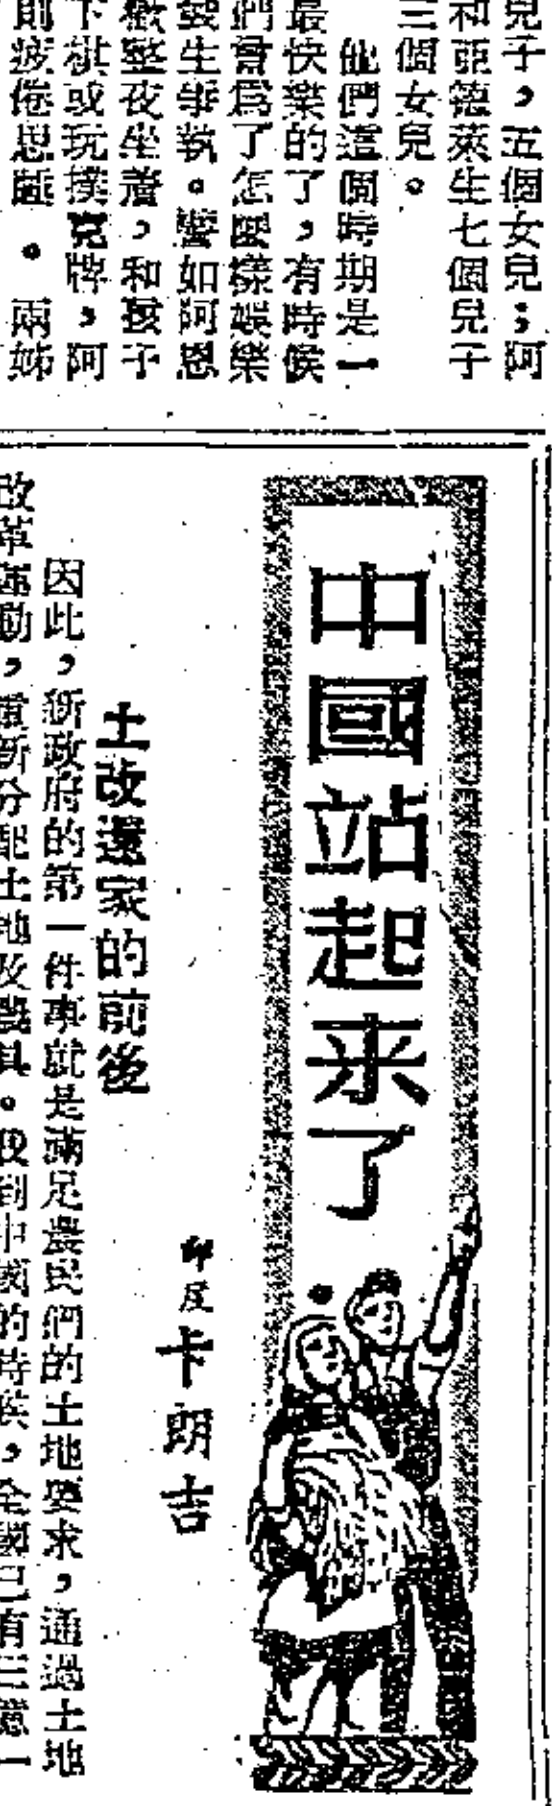 兒子，五個女兒；阿
和亞德萊生七個兒子
三個女兒。
他們這個時期是一
最快樂的了，有時候
們會爲了怎麼樣娛樂
發生爭執。譬如阿恩
歡整夜坐着，和孩子
下棋或玩撲克牌，阿
則疲倦思睡。兩姊
中國站起来了
印度 卡朗吉
土改還家的前後
因此，新政府的第一件事就是滿足農民們的土地要求，通過土地
改革運動，重新分配土地及農具。我到中國的時候，全國已有三億一